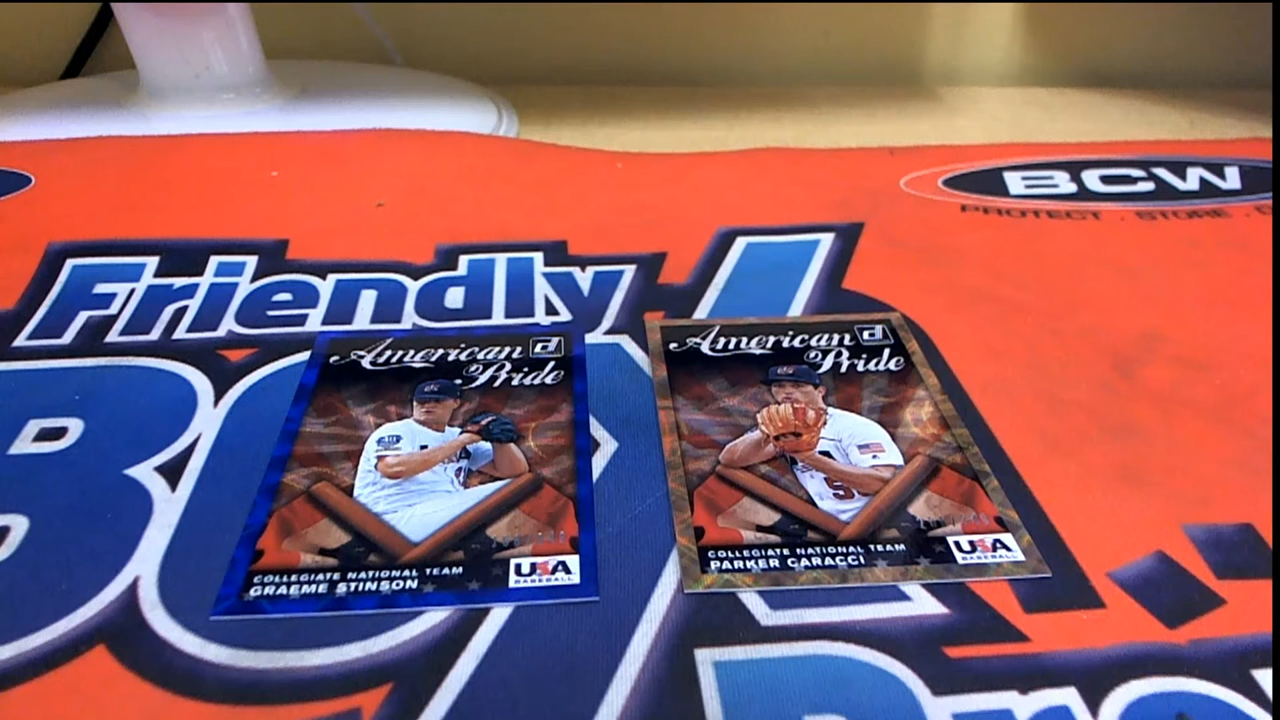 BCW
PROTECT . STORE .
Friendly
American
Pride
COLLEGIATE NATIONAL TEAM
GRAEME STINSON
USA
BASEBALL
American
Pride
COLLEGIATE NATIONAL TEAM
PARKER CARACCI
USA
BASEBALL